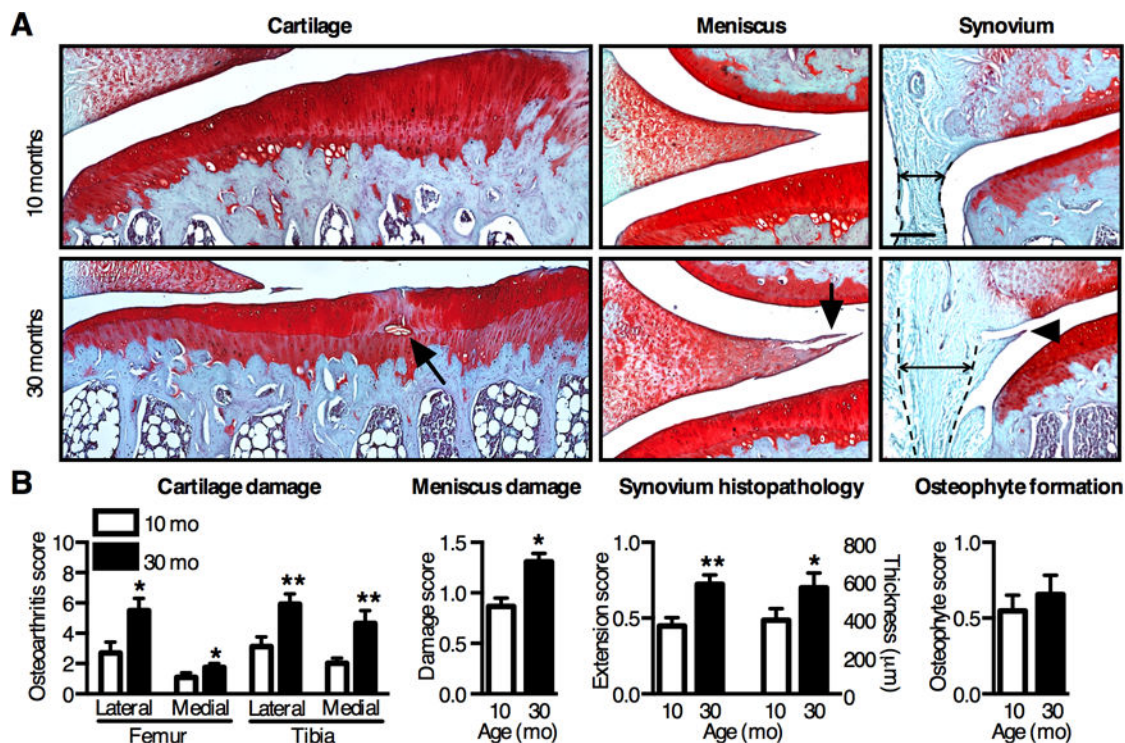 A
Cartilage
Meniscus
Synovium
10 months
30 months
B
Cartilage damage
Meniscus damage
Synovium histopathology
Osteophyte formation
10 mo
30 mo
Osteoarthritis score
10
8
6
4
2
0
* * ** **
Lateral Medial Lateral Medial
Femur Tibia
Damage score
1.5
1.0
0.5
0.0
*
10 30
Age (mo)
Extension score
1.0
0.5
0.0
** *
10 30 10 30
Age (mo)
800
600
400
200
0
Thickness (μm)
Osteophyte score
1.0
0.5
0.0
10 30
Age (mo)